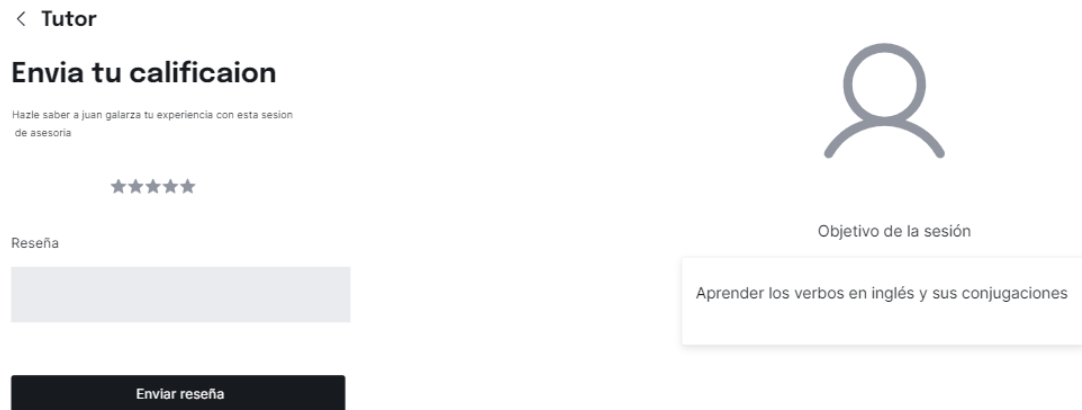 Tutor
Envia tu calificaion
Hazle saber a juan galarza tu experiencia con esta sesion
de asesoria
Reseña
Enviar reseña
Objetivo de la sesión
Aprender los verbos en inglés y sus conjugaciones